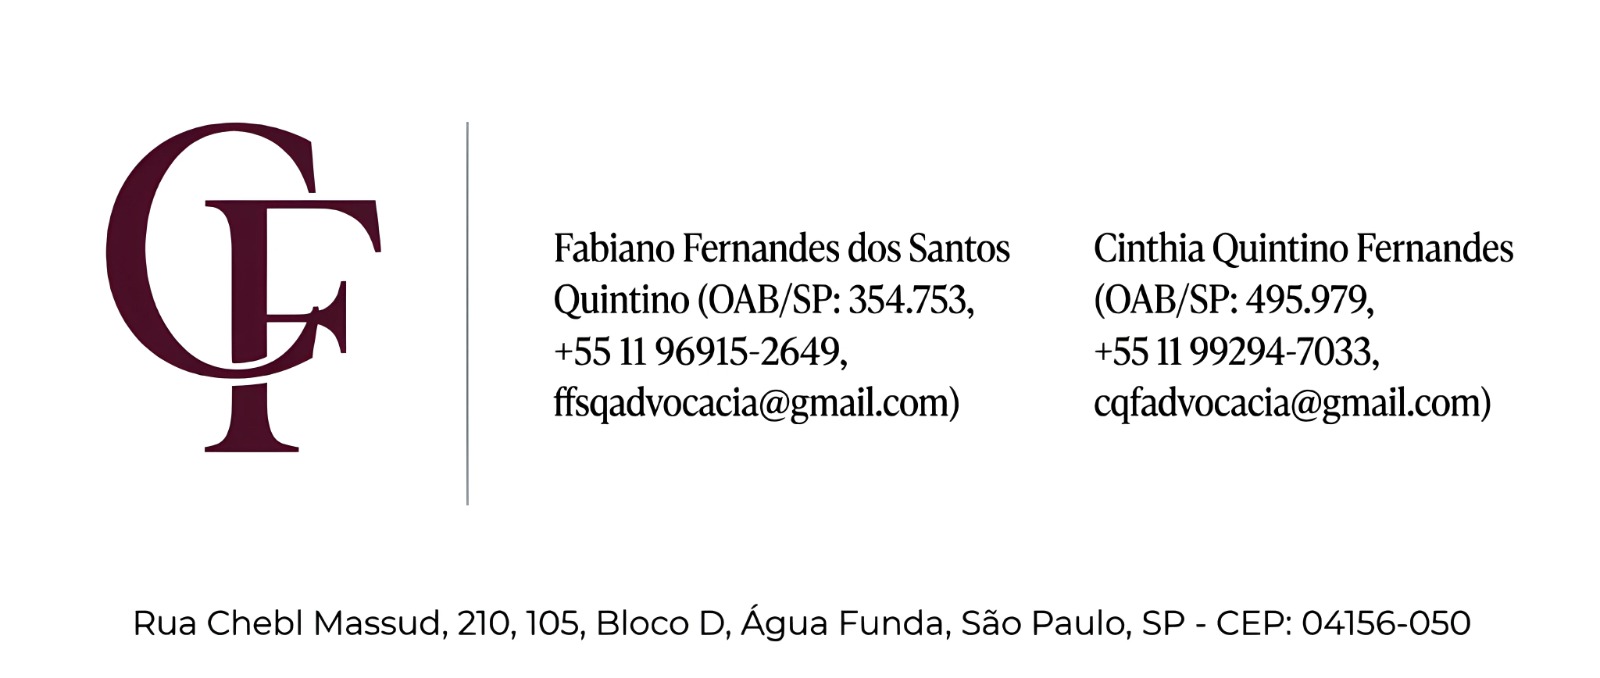 CF
Fabiano Fernandes dos Santos
Quintino (OAB/SP: 354.753,
+55 11 96915-2649,
ffsqadvocacia@gmail.com)
Cinthia Quintino Fernandes
(OAB/SP: 495.979,
+55 11 99294-7033,
cqfadvocacia@gmail.com)
Rua Chebl Massud, 210, 105, Bloco D, Água Funda, São Paulo, SP - CEP: 04156-050